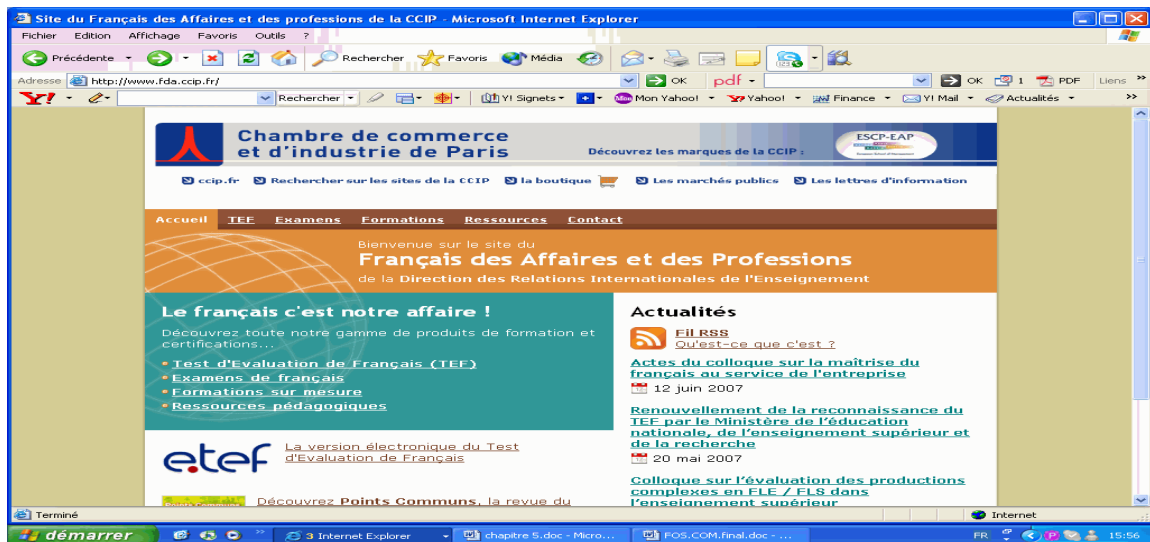 Site du Français des Affaires et des professions de la CCIP - Microsoft Internet Explorer
Fichier Edition Affichage Favoris Outils ?
Précédente Rechercher Favoris Média
Adresse http://www.fda.ccip.fr/ OK pdf - OK 1 PDF Liens »
Y! Rechercher Y! Signets Mon Yahoo! Yahoo! Finance Y! Mail Actualités »
Chambre de commerce
et d'industrie de Paris
Découvrez les marques de la CCIP :
ESCP-EAP
ccip.fr Rechercher sur les sites de la CCIP la boutique Les marchés publics Les lettres d'information
Accueil TEF Examens Formations Ressources Contact
Bienvenue sur le site du
Français des Affaires et des Professions
de la Direction des Relations Internationales de l'Enseignement
Le français c'est notre affaire !
Découvrez toute notre gamme de produits de formation et
certifications...
Test d'Evaluation de Français (TEF)
Examens de français
Formations sur mesure
Ressources pédagogiques
etef
La version électronique du Test
d'Evaluation de Français
Découvrez Points Communs, la revue du
Actualités
Fil RSS
Qu'est-ce que c'est ?
Actes du colloque sur la maîtrise du
français au service de l'entreprise
12 juin 2007
Renouvellement de la reconnaissance du
TEF par le Ministère de l'éducation
nationale, de l'enseignement supérieur et
de la recherche
20 mai 2007
Colloque sur l'évaluation des productions
complexes en FLE / FLS dans
l'enseignement supérieur
Terminé Internet
démarrer » 3 Internet Explorer chapitre 5.doc - Micro... FOS.COM.final.doc - ... FR 15:56